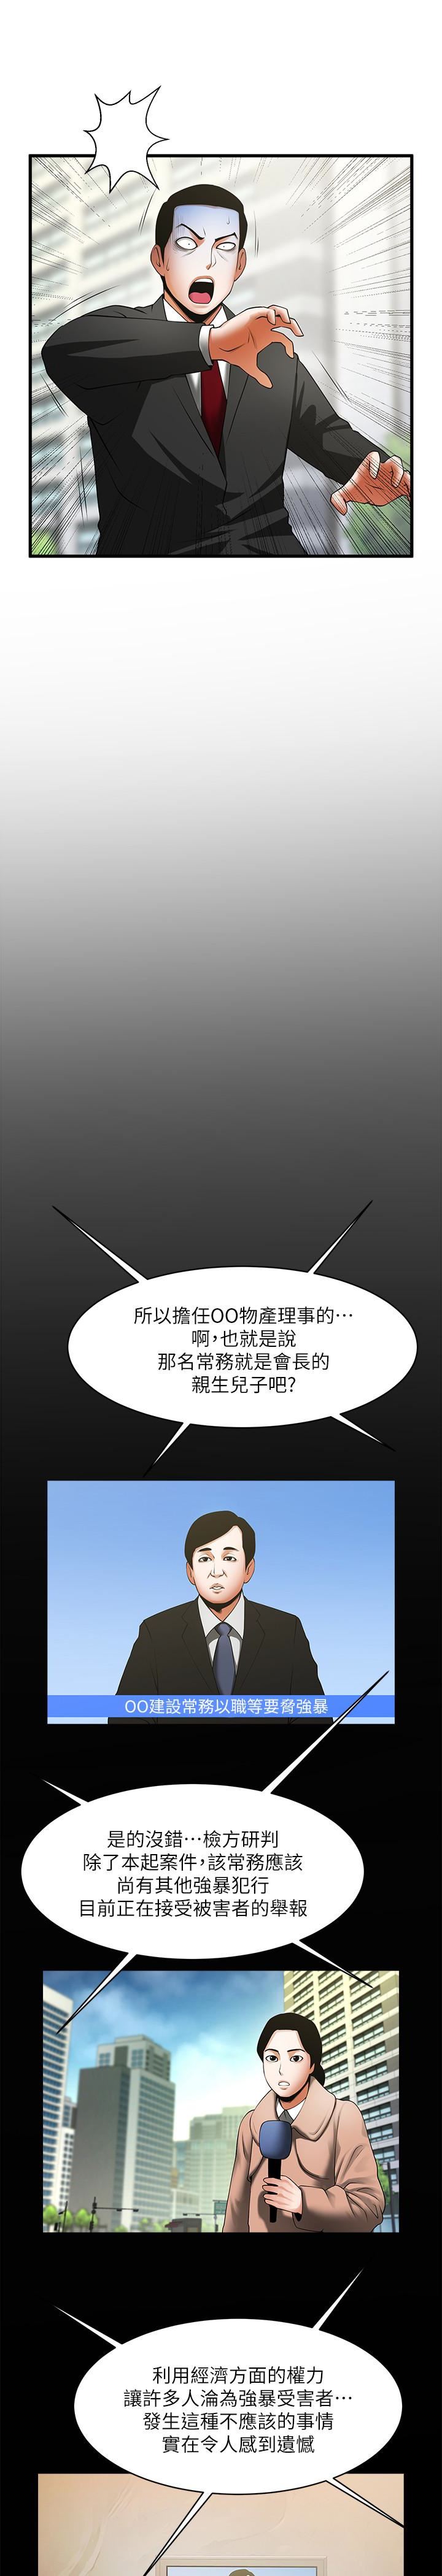 所以擔任OO物產理事的…
啊,也就是說
那名常務就是會長的
親生兒子吧?
OO建設常務以職等要脅強暴
是的沒錯…檢方研判
除了本起案件,該常務應該
尚有其他強暴犯行
目前正在接受被害者的舉報
利用經濟方面的權力
讓許多人淪為強暴受害者…
發生這種不應該的事情
實在令人感到遺憾